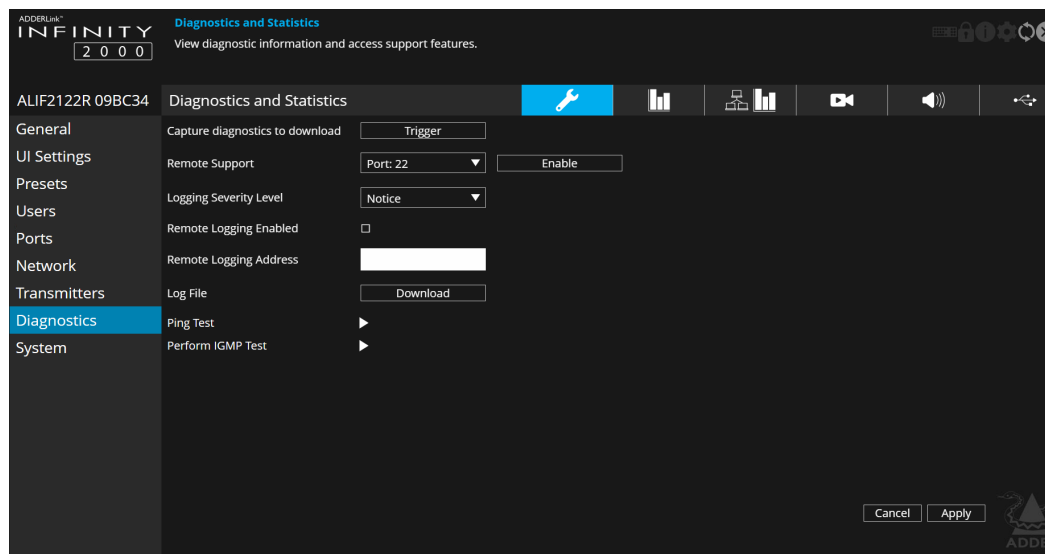 ADDERLink™
INFINITY
2000
Diagnostics and Statistics
View diagnostic information and access support features.
ALIF2122R 09BC34
Diagnostics and Statistics
General
UI Settings
Presets
Users
Ports
Network
Transmitters
Diagnostics
System
Capture diagnostics to download Trigger
Remote Support Port: 22 Enable
Logging Severity Level Notice
Remote Logging Enabled
Remote Logging Address
Log File Download
Ping Test
Perform IGMP Test
Cancel Apply